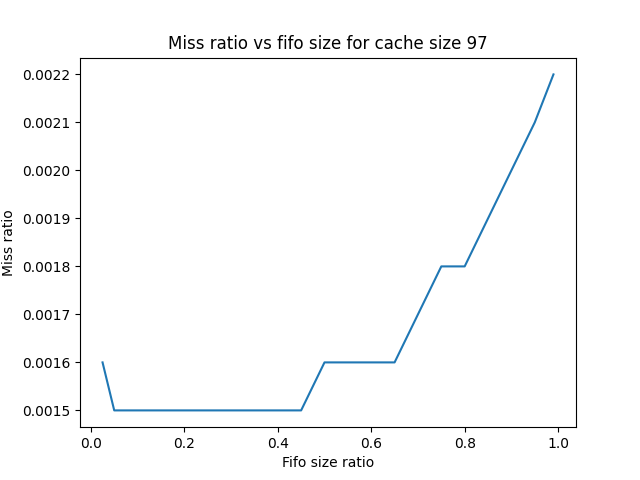 Miss ratio vs fifo size for cache size 97
0.0022
0.0021
0.0020
0.0019
0.0018
0.0017
0.0016
0.0015
Miss ratio
0.0 0.2 0.4 0.6 0.8 1.0
Fifo size ratio